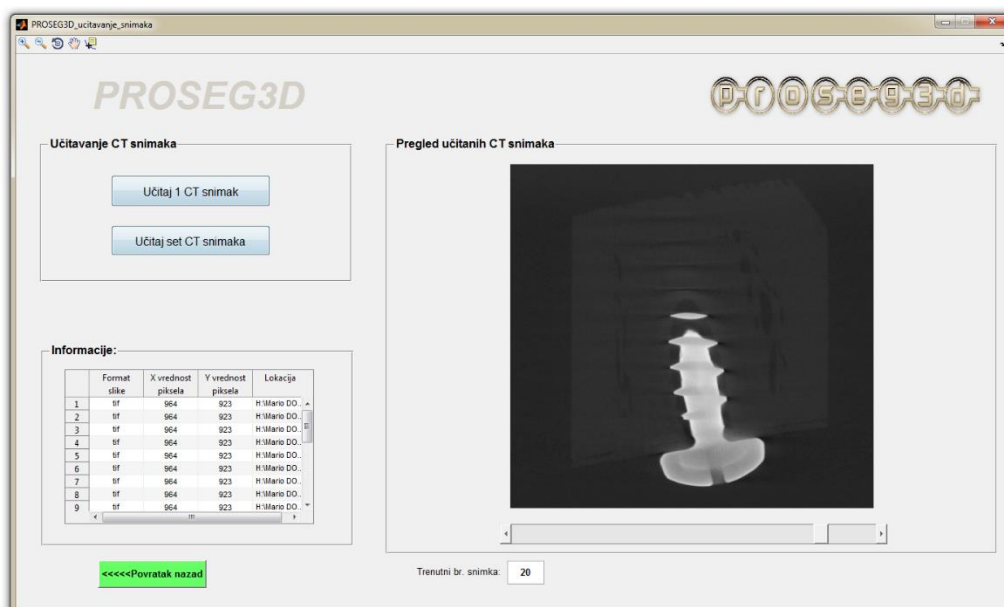 PROSEG3D_ucitavanje_snimaka
PROSEG3D
proseg3d
Učitavanje CT snimaka
Učitaj 1 CT snimak
Učitaj set CT snimaka
Pregled učitanih CT snimaka
Informacije:
Format slike X vrednost piksela Y vrednost piksela Lokacija
1 tif 964 923 H:\Mario DO..
2 tif 964 923 H:\Mario DO..
3 tif 964 923 H:\Mario DO..
4 tif 964 923 H:\Mario DO..
5 tif 964 923 H:\Mario DO..
6 tif 964 923 H:\Mario DO..
7 tif 964 923 H:\Mario DO..
8 tif 964 923 H:\Mario DO..
9 tif 964 923 H:\Mario DO..
<<<<<Povratak nazad
Trenutni br. snimka: 20